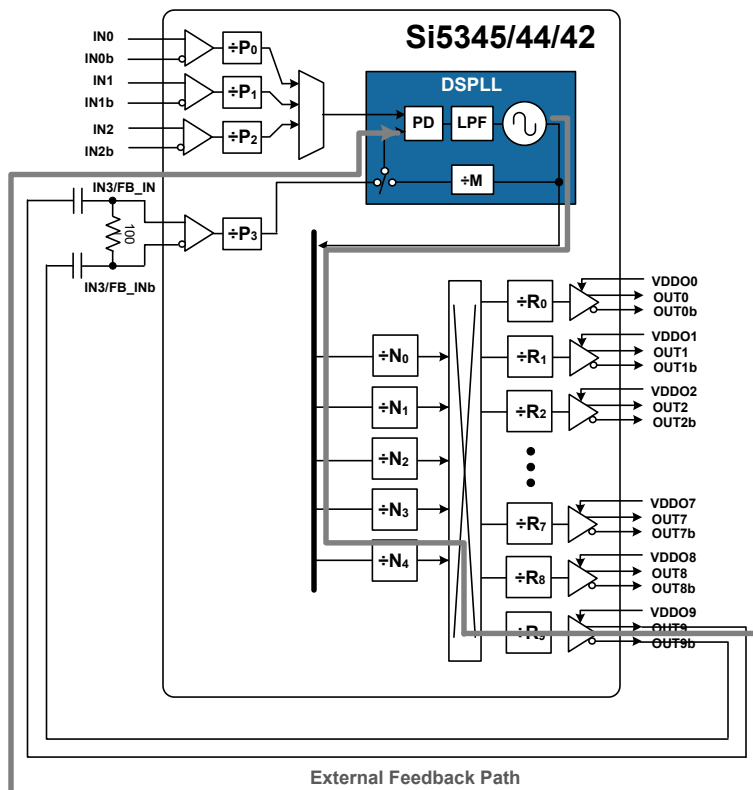 Si5345/44/42
IN0
IN0b
IN1
IN1b
IN2
IN2b
÷P0
÷P1
÷P2
DSPLL
PD
LPF
÷M
IN3/FB_IN
100
IN3/FB_INb
÷P3
÷N0
÷N1
÷N2
÷N3
÷N4
÷R0
÷R1
÷R2
÷R7
÷R8
÷R9
VDDO0
OUT0
OUT0b
VDDO1
OUT1
OUT1b
VDDO2
OUT2
OUT2b
VDDO7
OUT7
OUT7b
VDDO8
OUT8
OUT8b
VDDO9
OUT9
OUT9b
External Feedback Path